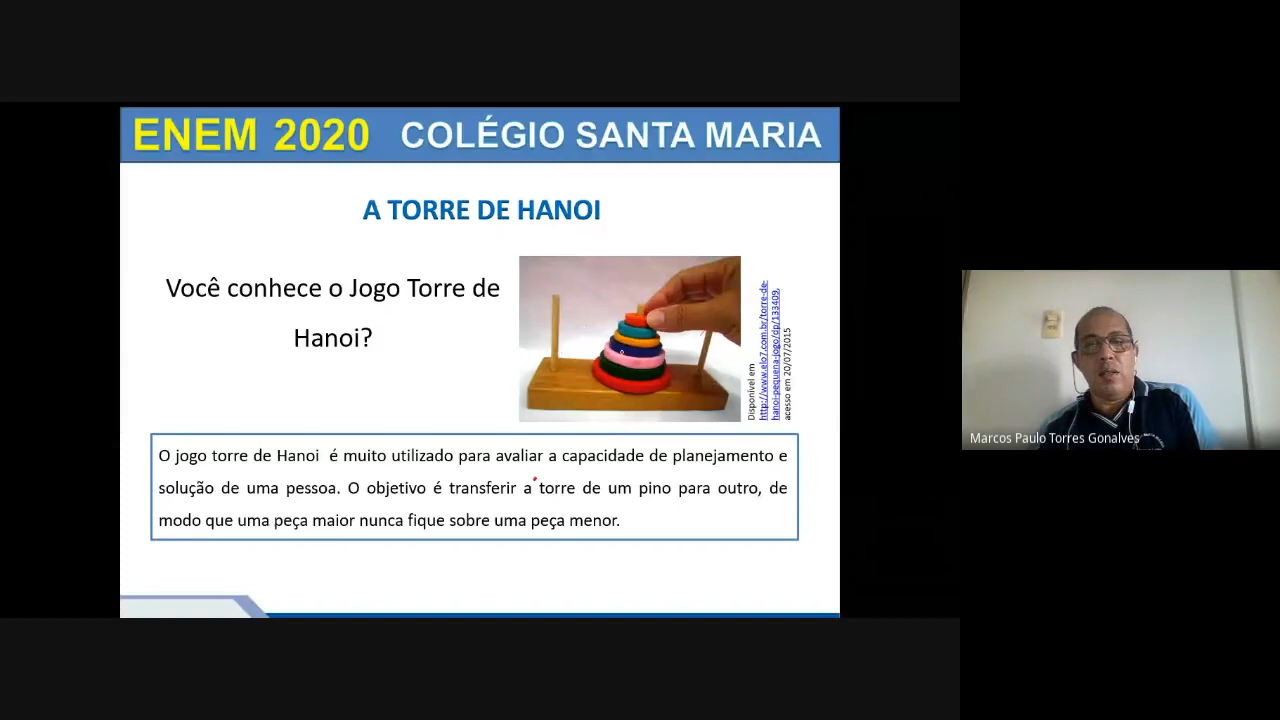 ENEM 2020 COLÉGIO SANTA MARIA
A TORRE DE HANOI
Você conhece o Jogo Torre de
Hanoi?
Disponível em
http://www.elo7.com.br/torre-de-
hanoi-pequena-jogo/dp/133409,
acesso em 20/07/2015
O jogo torre de Hanoi é muito utilizado para avaliar a capacidade de planejamento e
solução de uma pessoa. O objetivo é transferir a torre de um pino para outro, de
modo que uma peça maior nunca fique sobre uma peça menor.
Marcos Paulo Torres Gonalves